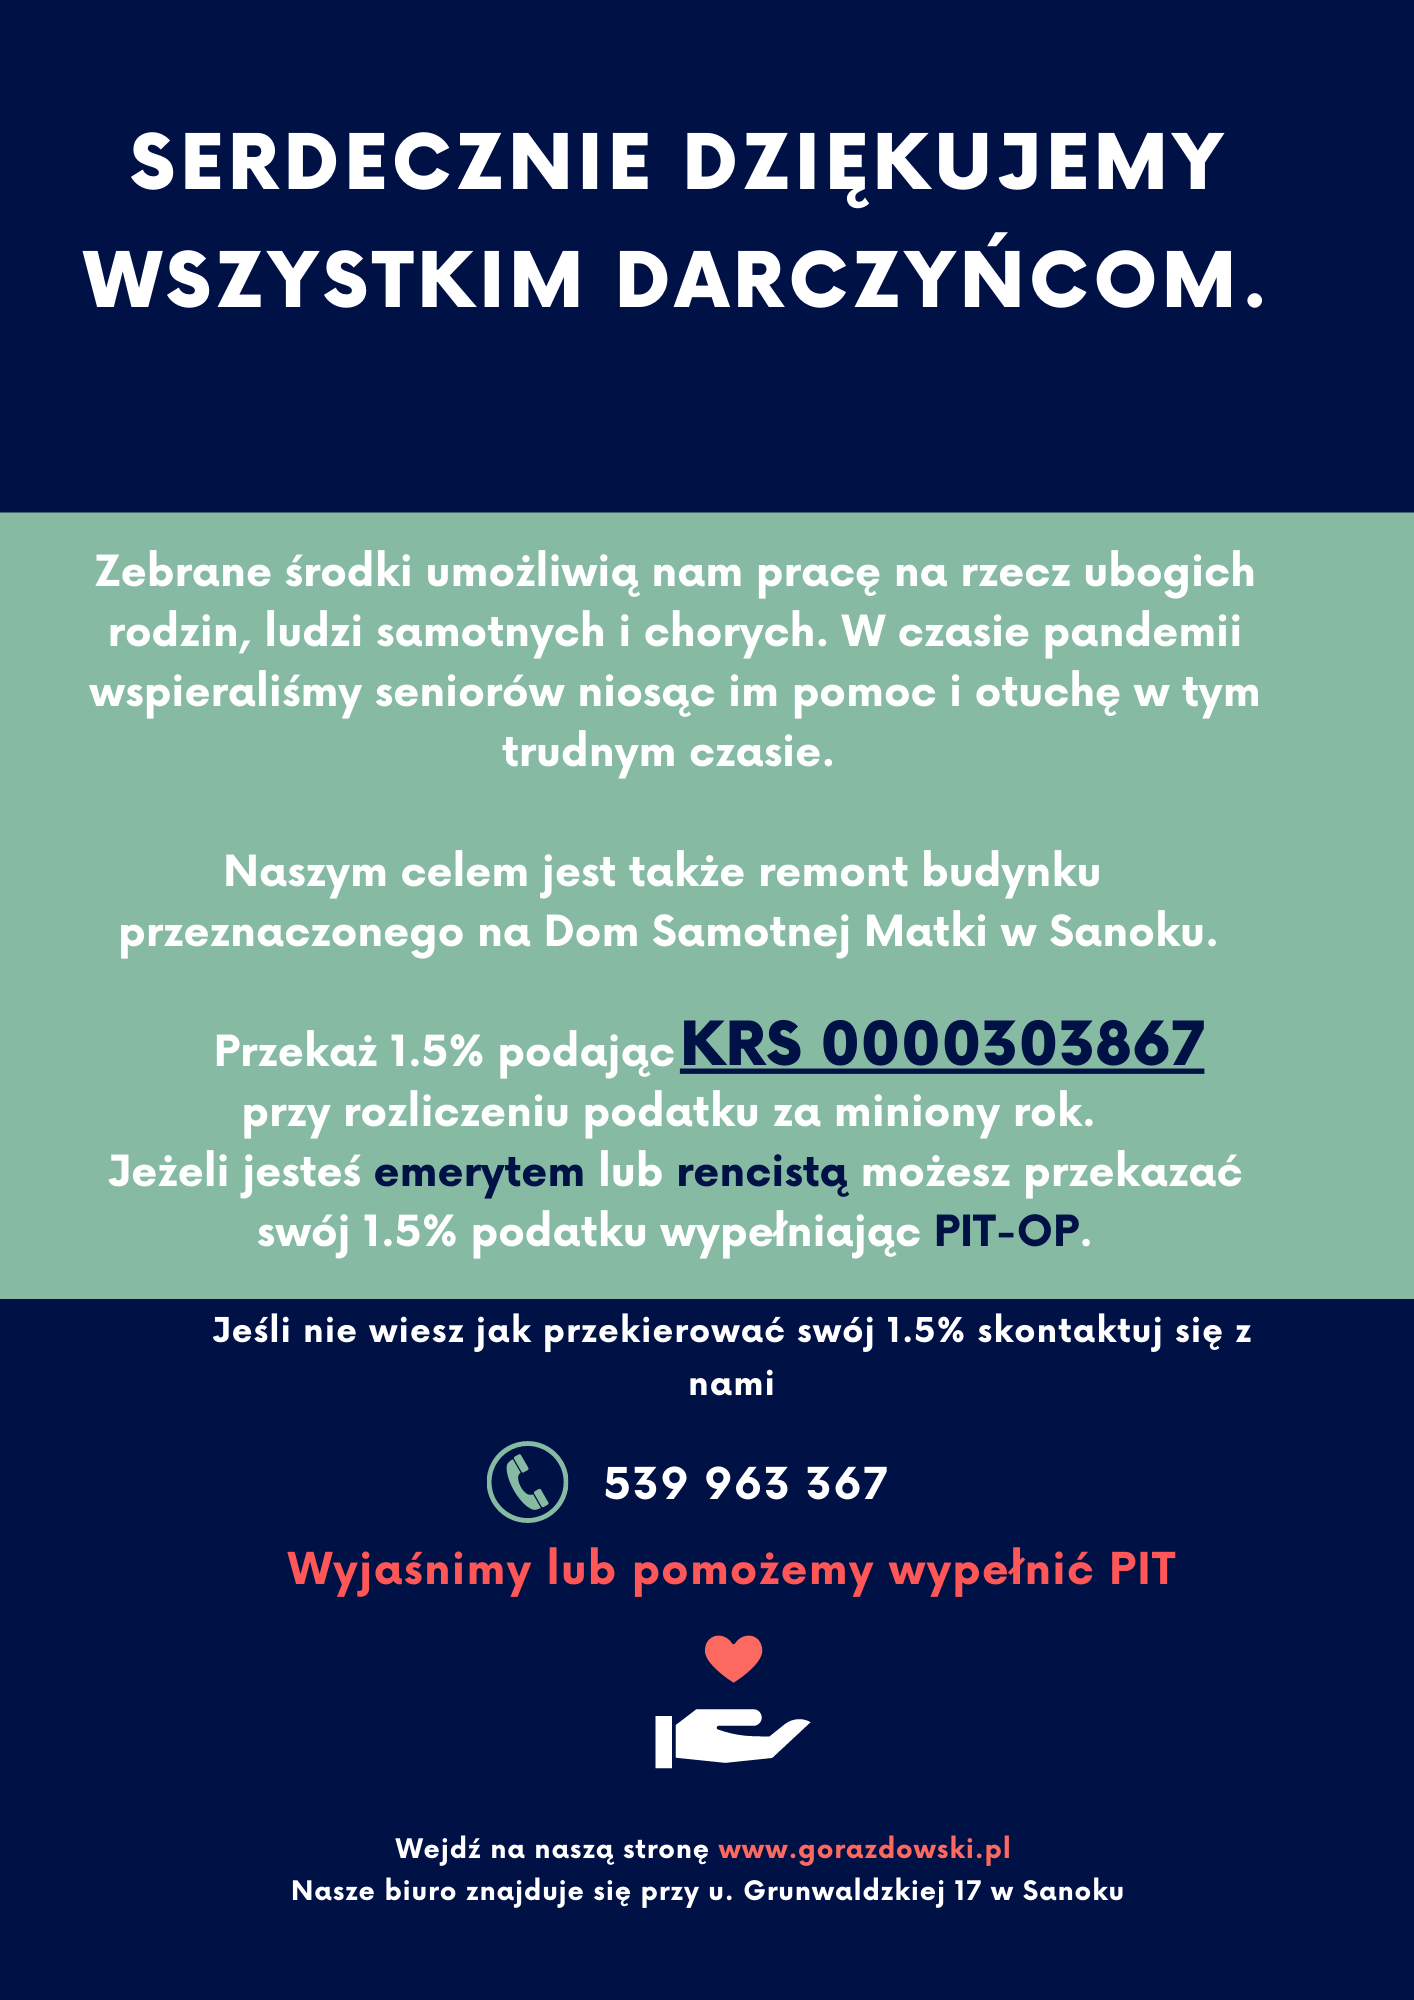 SERDECZNIE DZIĘKUJEMY
WSZYSTKIM DARCZYŃCOM.
Zebrane środki umożliwią nam pracę na rzecz ubogich
rodzin, ludzi samotnych i chorych. W czasie pandemii
wspieraliśmy seniorów niosąc im pomoc i otuchę w tym
trudnym czasie.
Naszym celem jest także remont budynku
przeznaczonego na Dom Samotnej Matki w Sanoku.
Przekaż 1.5% podając KRS 0000303867
przy rozliczeniu podatku za miniony rok.
Jeżeli jesteś emerytem lub rencistą możesz przekazać
swój 1.5% podatku wypełniając PIT-OP.
Jeśli nie wiesz jak przekierować swój 1.5% skontaktuj się z
nami
539 963 367
Wyjaśnimy lub pomożemy wypełnić PIT
Wejdź na naszą stronę www.gorazdowski.pl
Nasze biuro znajduje się przy u. Grunwaldzkiej 17 w Sanoku